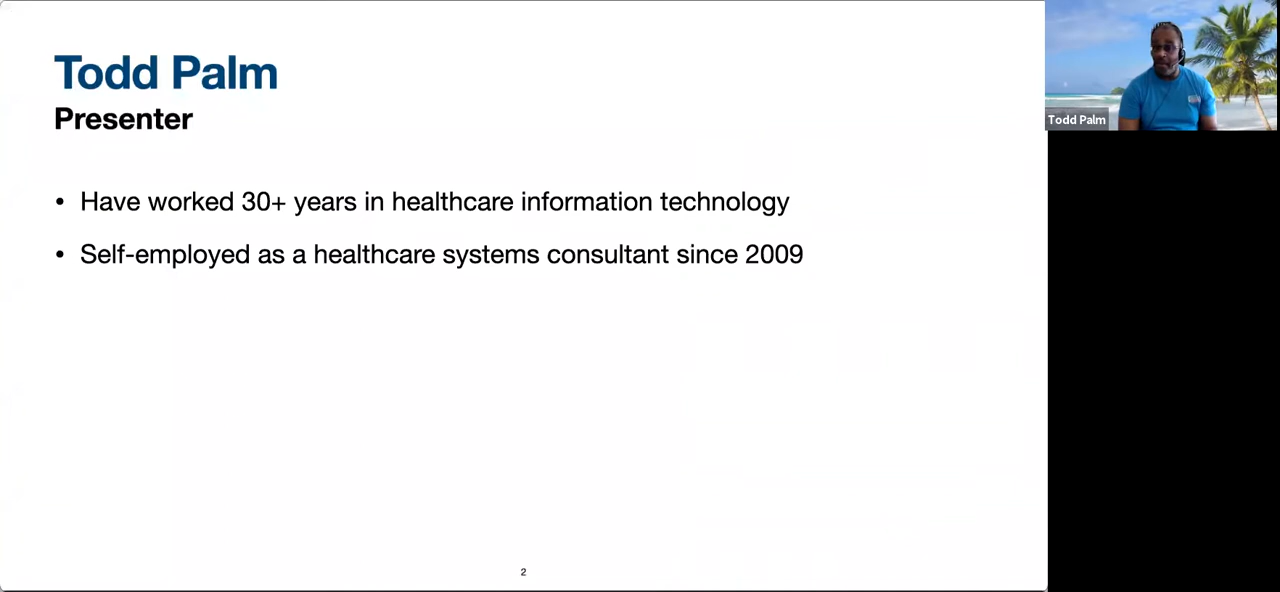 Todd Palm
Presenter
• Have worked 30+ years in healthcare information technology
• Self-employed as a healthcare systems consultant since 2009
2
Todd Palm